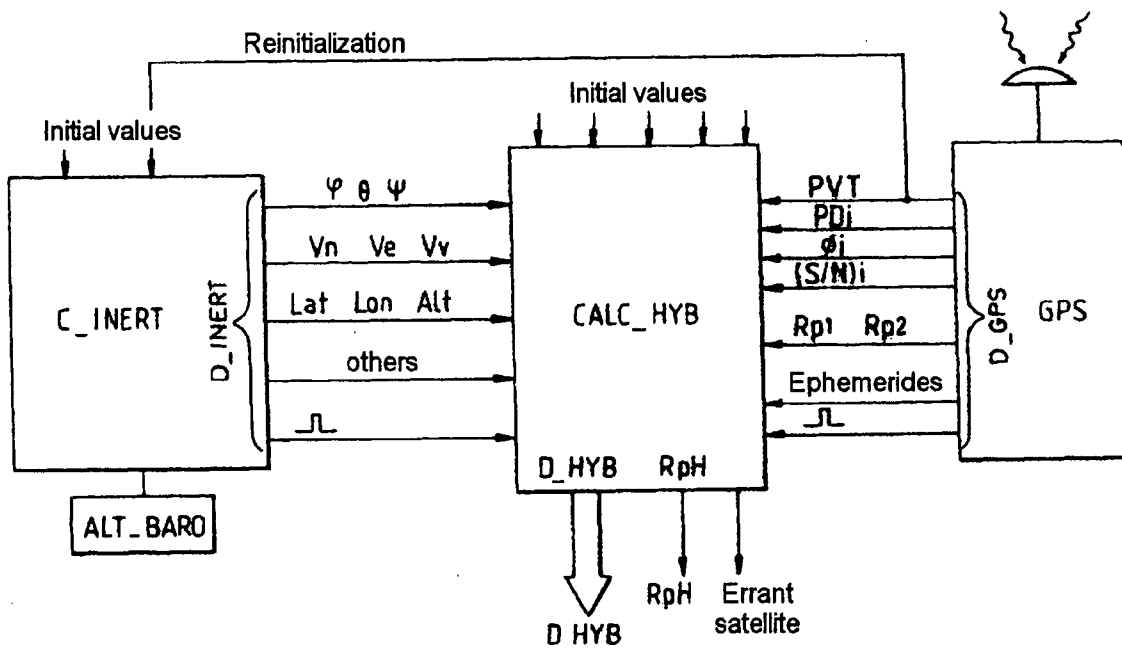 Reinitialization
Initial values
Initial values
φ θ ψ
Vn Ve Vv
Lat Lon Alt
others
D_INERT
C_INERT
ALT_BARO
CALC_HYB
D_HYB RpH
PVT
PDi
Φi
(S/N)i
Rp1 Rp2
Ephemerides
D_GPS
GPS
D HYB
RpH
Errant
satellite